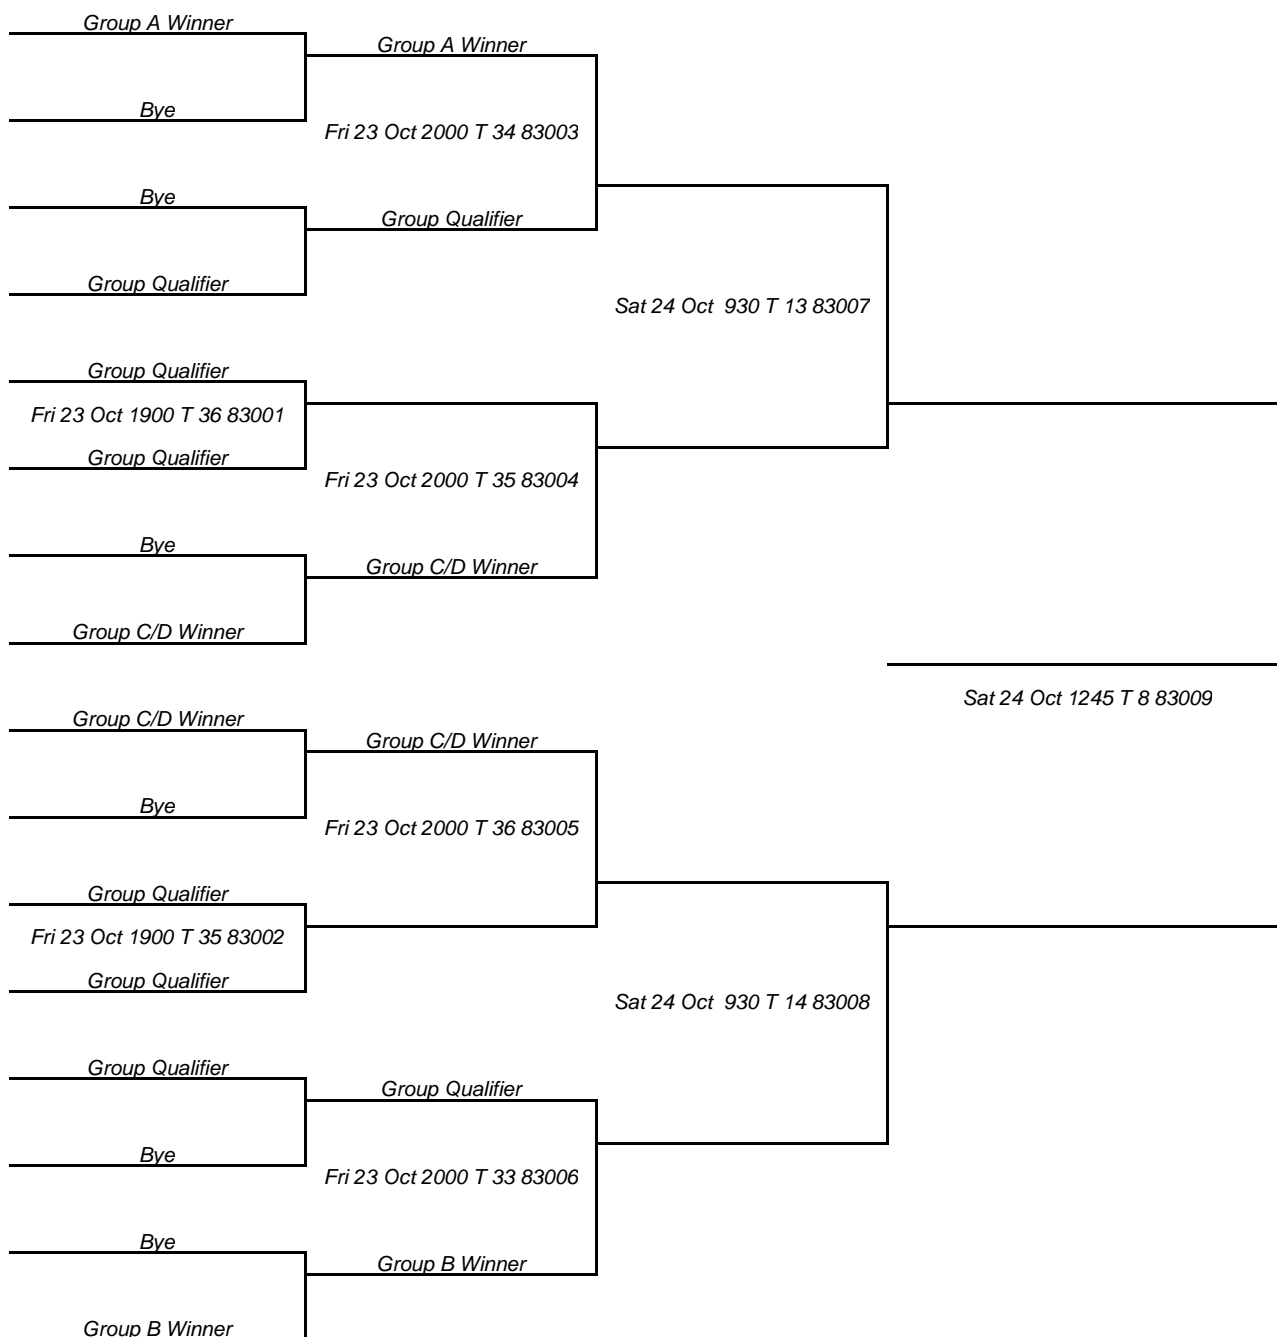 Group A Winner
Group A Winner
Bye
Fri 23 Oct 2000 T 34 83003
Bye
Group Qualifier
Group Qualifier
Sat 24 Oct  930 T 13 83007
Group Qualifier
Fri 23 Oct 1900 T 36 83001
Group Qualifier
Fri 23 Oct 2000 T 35 83004
Bye
Group C/D Winner
Group C/D Winner
Sat 24 Oct 1245 T 8 83009
Group C/D Winner
Group C/D Winner
Bye
Fri 23 Oct 2000 T 36 83005
Group Qualifier
Fri 23 Oct 1900 T 35 83002
Group Qualifier
Sat 24 Oct  930 T 14 83008
Group Qualifier
Group Qualifier
Bye
Fri 23 Oct 2000 T 33 83006
Bye
Group B Winner
Group B Winner